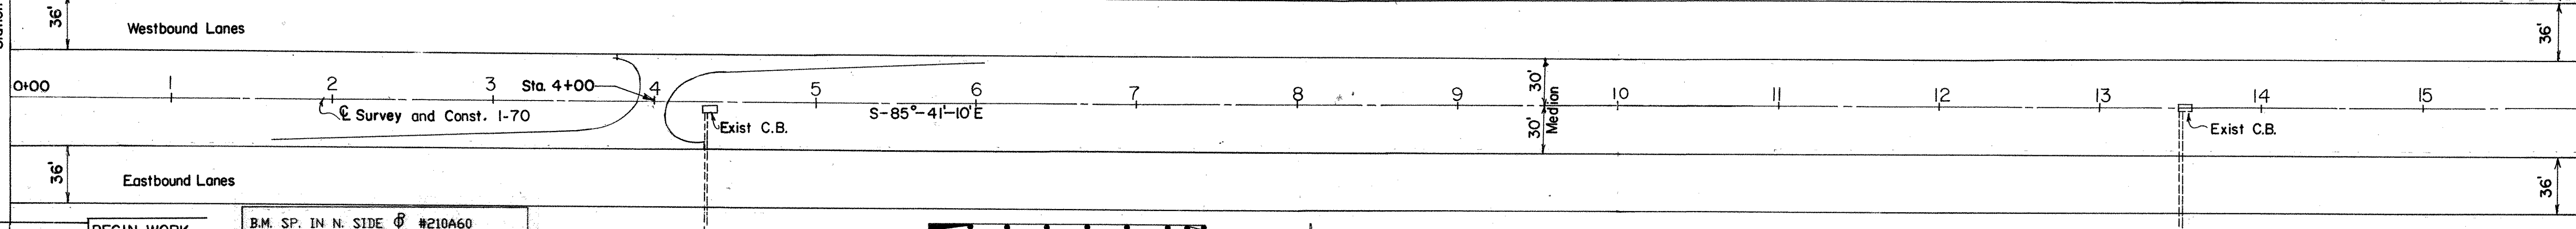 36'
Westbound Lanes
36'
0+00 1 2 3 Sta. 4+00 4 5 6 7 8 9 30' 10 11 12 13 14 15
℄ Survey and Const. I-70
Exist C.B.
S-85°-41'-10"E
30'
Median
Exist C.B.
36'
Eastbound Lanes
36'
BEGIN WORK
B.M. SP. IN N. SIDE #210A60